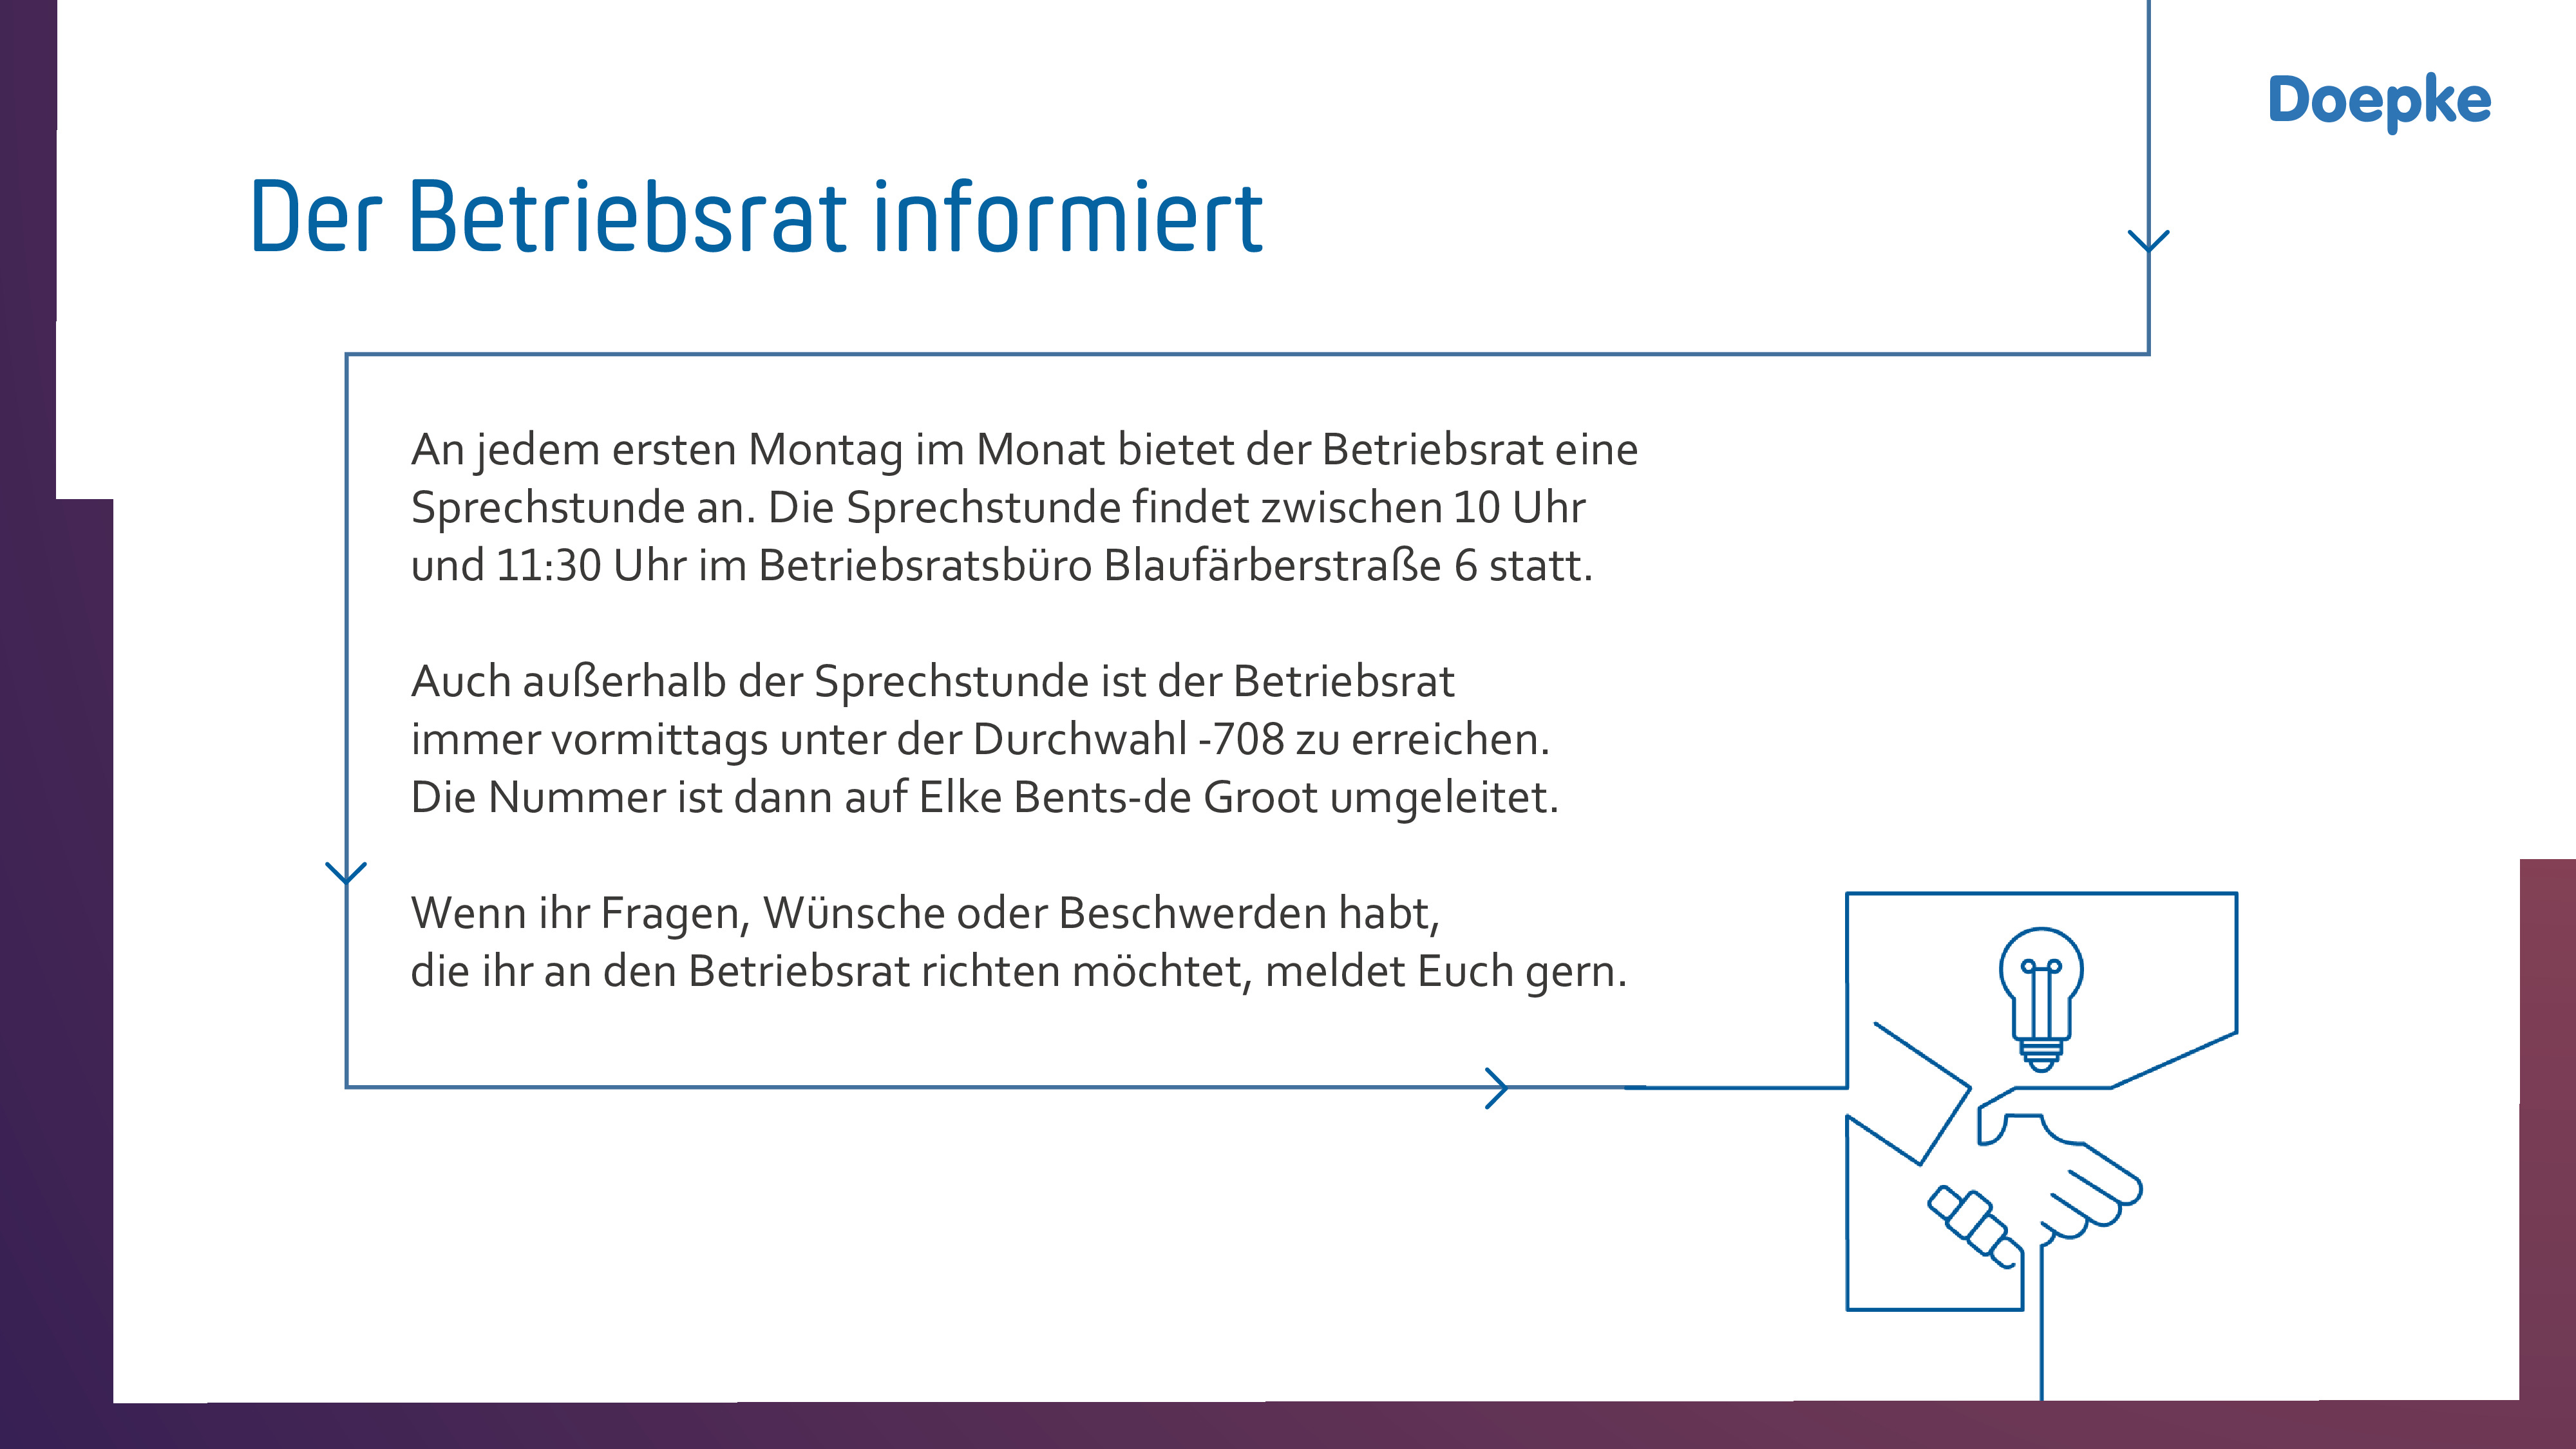 Doepke
Der Betriebsrat informiert
An jedem ersten Montag im Monat bietet der Betriebsrat eine
Sprechstunde an. Die Sprechstunde findet zwischen 10 Uhr
und 11:30 Uhr im Betriebsratsbüro Blaufärberstraße 6 statt.
Auch außerhalb der Sprechstunde ist der Betriebsrat
immer vormittags unter der Durchwahl -708 zu erreichen.
Die Nummer ist dann auf Elke Bents-de Groot umgeleitet.
Wenn ihr Fragen, Wünsche oder Beschwerden habt,
die ihr an den Betriebsrat richten möchtet, meldet Euch gern.